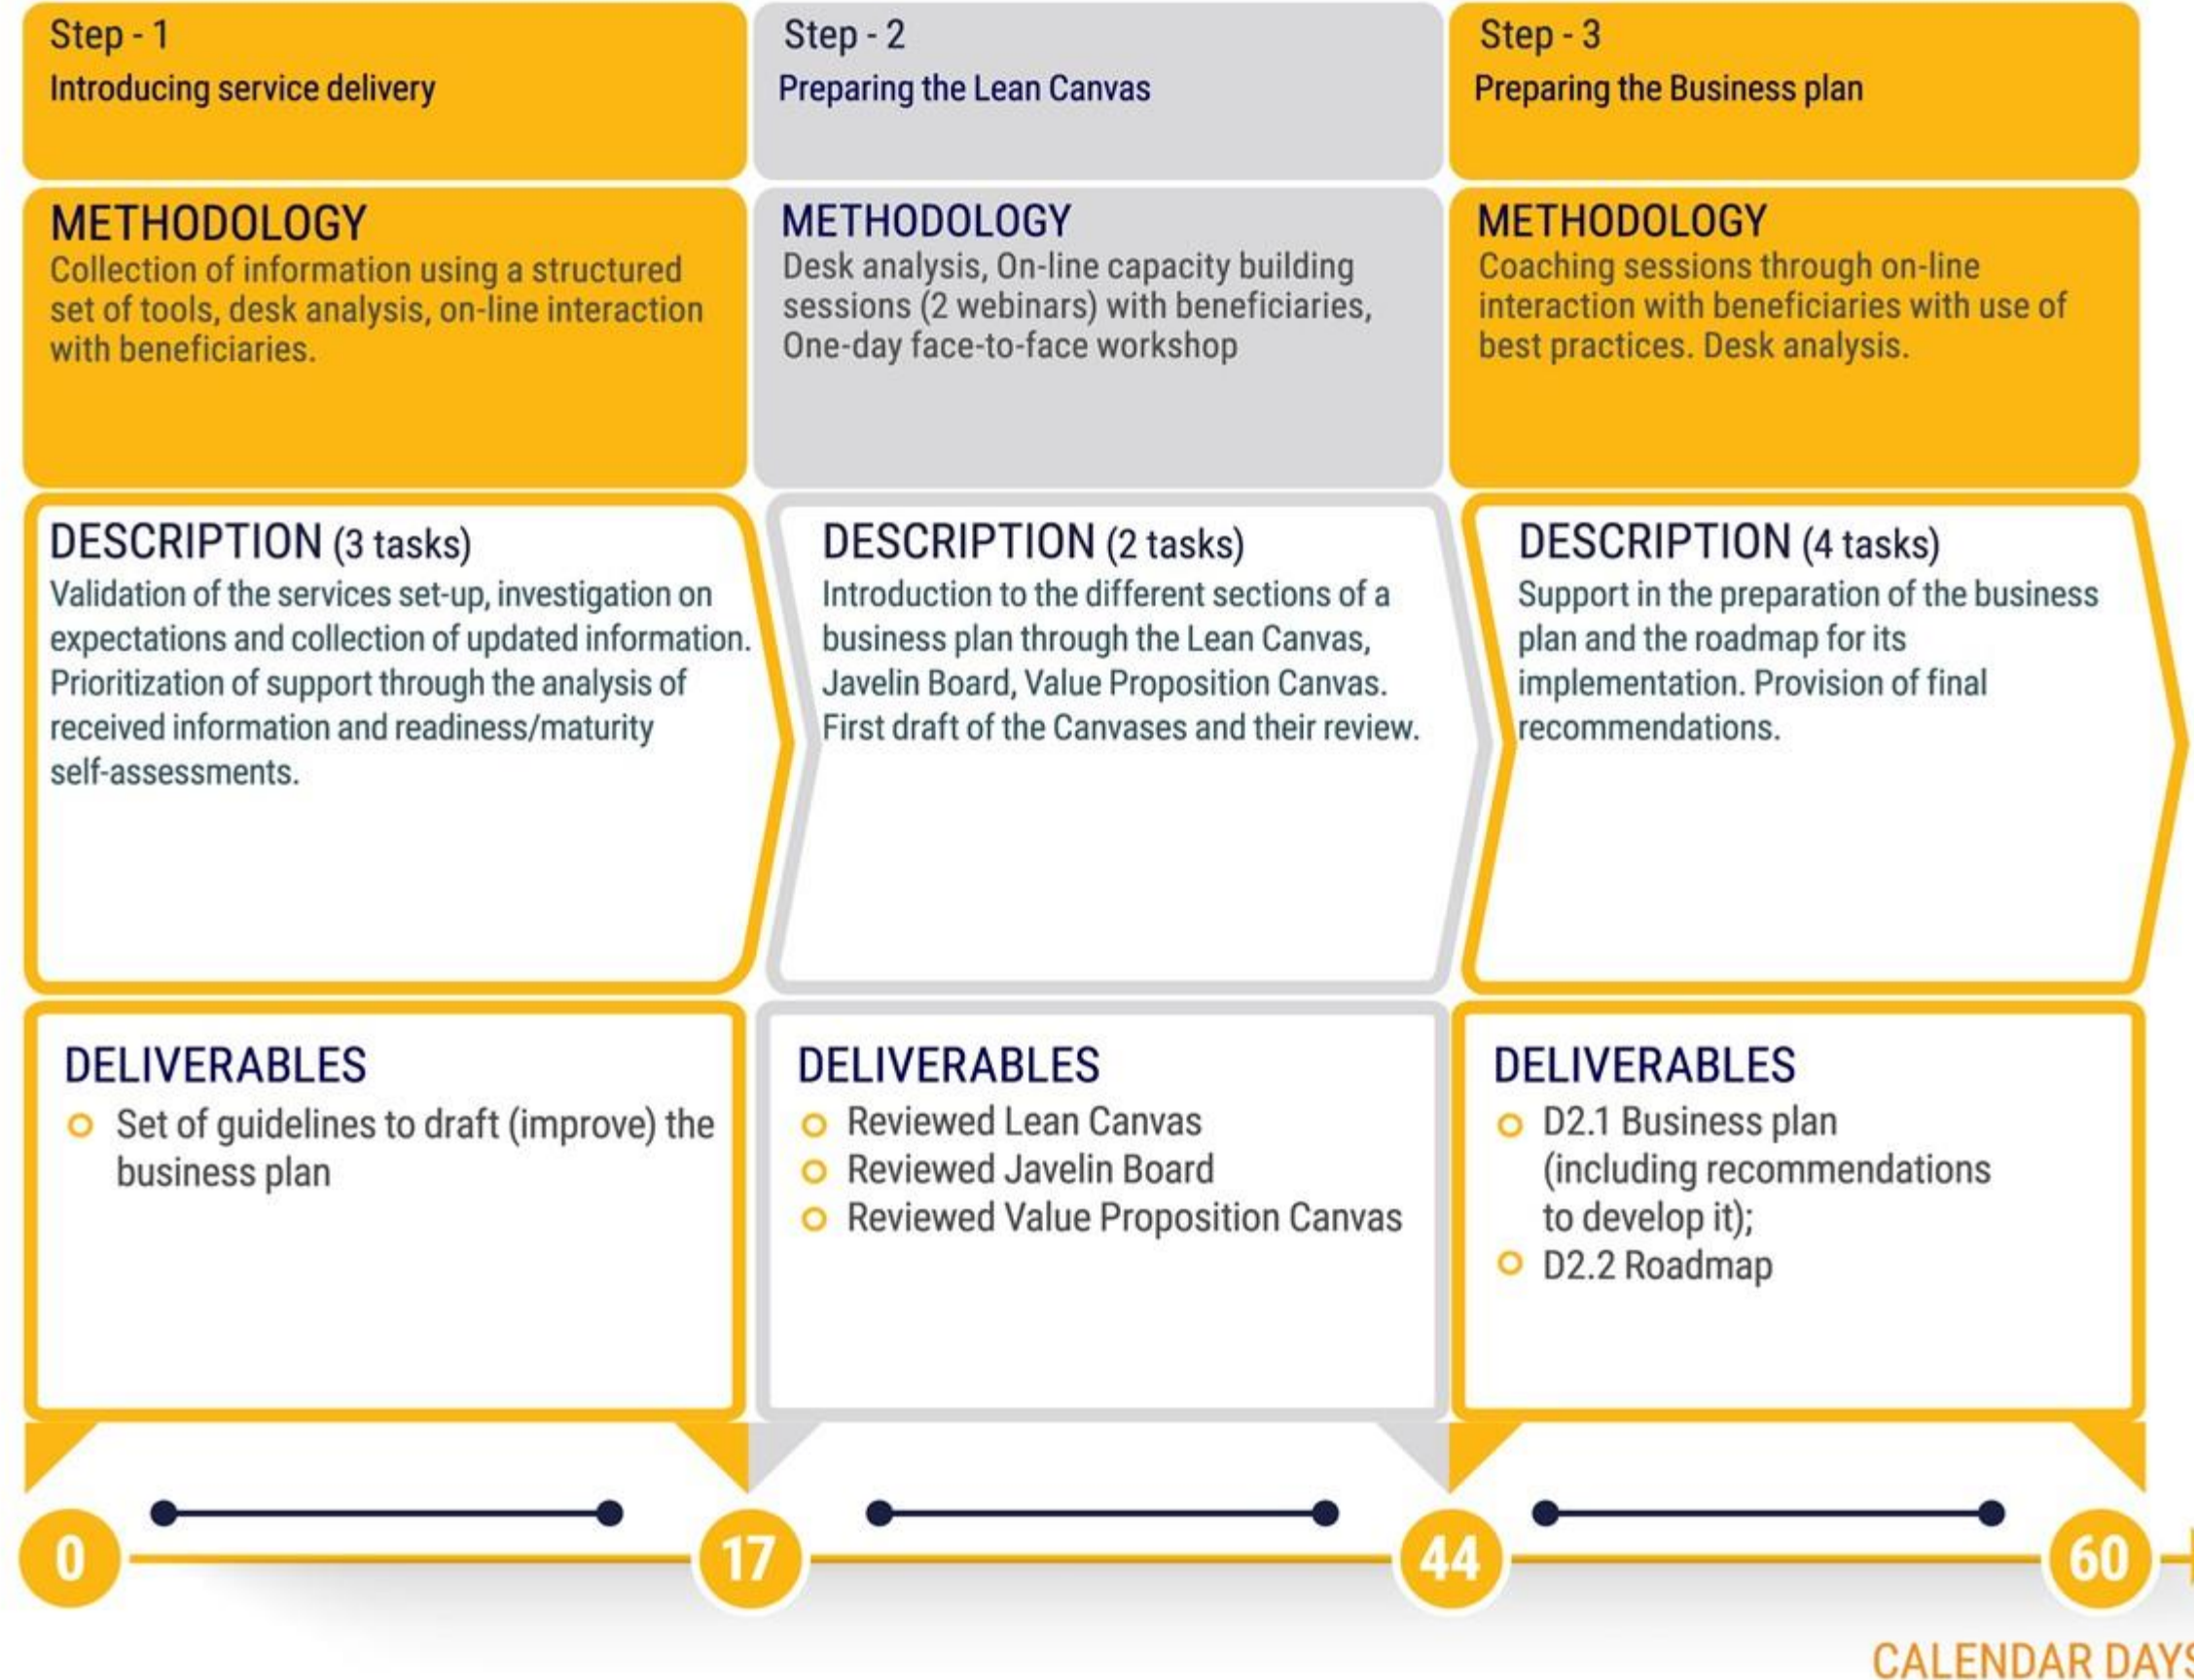 Step - 1
Introducing service delivery
METHODOLOGY
Collection of information using a structured
set of tools, desk analysis, on-line interaction
with beneficiaries.
DESCRIPTION (3 tasks)
Validation of the services set-up, investigation on
expectations and collection of updated information.
Prioritization of support through the analysis of
received information and readiness/maturity
self-assessments.
DELIVERABLES
Set of guidelines to draft (improve) the
business plan
Step - 2
Preparing the Lean Canvas
METHODOLOGY
Desk analysis, On-line capacity building
sessions (2 webinars) with beneficiaries,
One-day face-to-face workshop
DESCRIPTION (2 tasks)
Introduction to the different sections of a
business plan through the Lean Canvas,
Javelin Board, Value Proposition Canvas.
First draft of the Canvases and their review.
DELIVERABLES
Reviewed Lean Canvas
Reviewed Javelin Board
Reviewed Value Proposition Canvas
Step - 3
Preparing the Business plan
METHODOLOGY
Coaching sessions through on-line
interaction with beneficiaries with use of
best practices. Desk analysis.
DESCRIPTION (4 tasks)
Support in the preparation of the business
plan and the roadmap for its
implementation. Provision of final
recommendations.
DELIVERABLES
D2.1 Business plan
(including recommendations
to develop it);
D2.2 Roadmap
0 17 44 60
CALENDAR DAYS